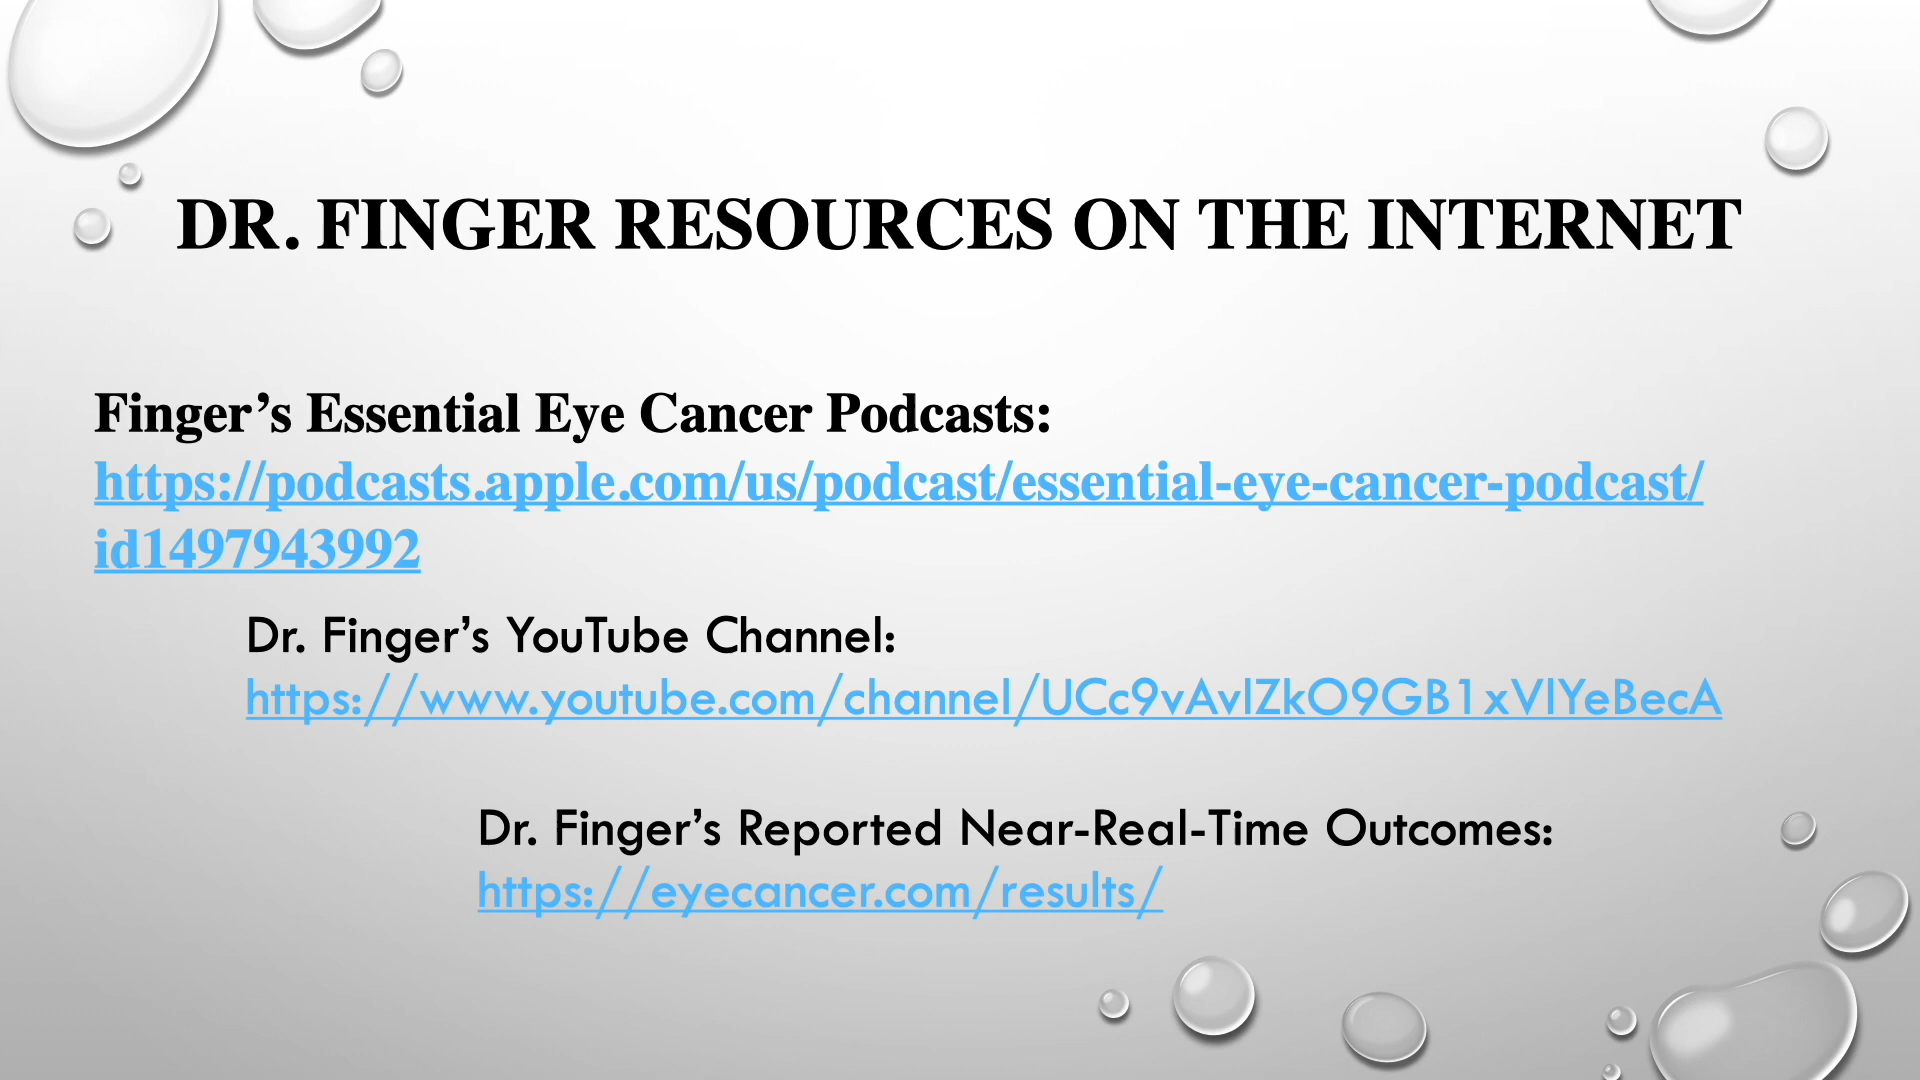 DR. FINGER RESOURCES ON THE INTERNET
Finger’s Essential Eye Cancer Podcasts:
https://podcasts.apple.com/us/podcast/essential-eye-cancer-podcast/
id1497943992
Dr. Finger’s YouTube Channel:
https://www.youtube.com/channel/UCc9vAvlZkO9GB1xVlYeBecA
Dr. Finger’s Reported Near-Real-Time Outcomes:
https://eyecancer.com/results/